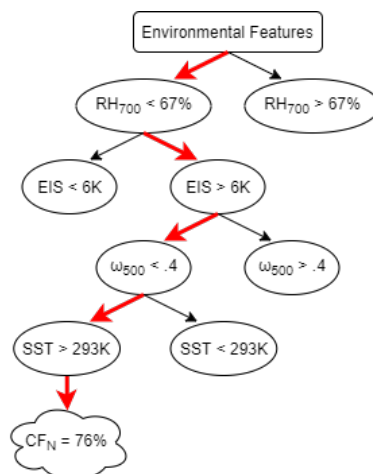 Environmental Features
RH₇₀₀ < 67%
RH₇₀₀ > 67%
EIS < 6K
EIS > 6K
ω₅₀₀ < .4
ω₅₀₀ > .4
SST > 293K
SST < 293K
CF_N = 76%